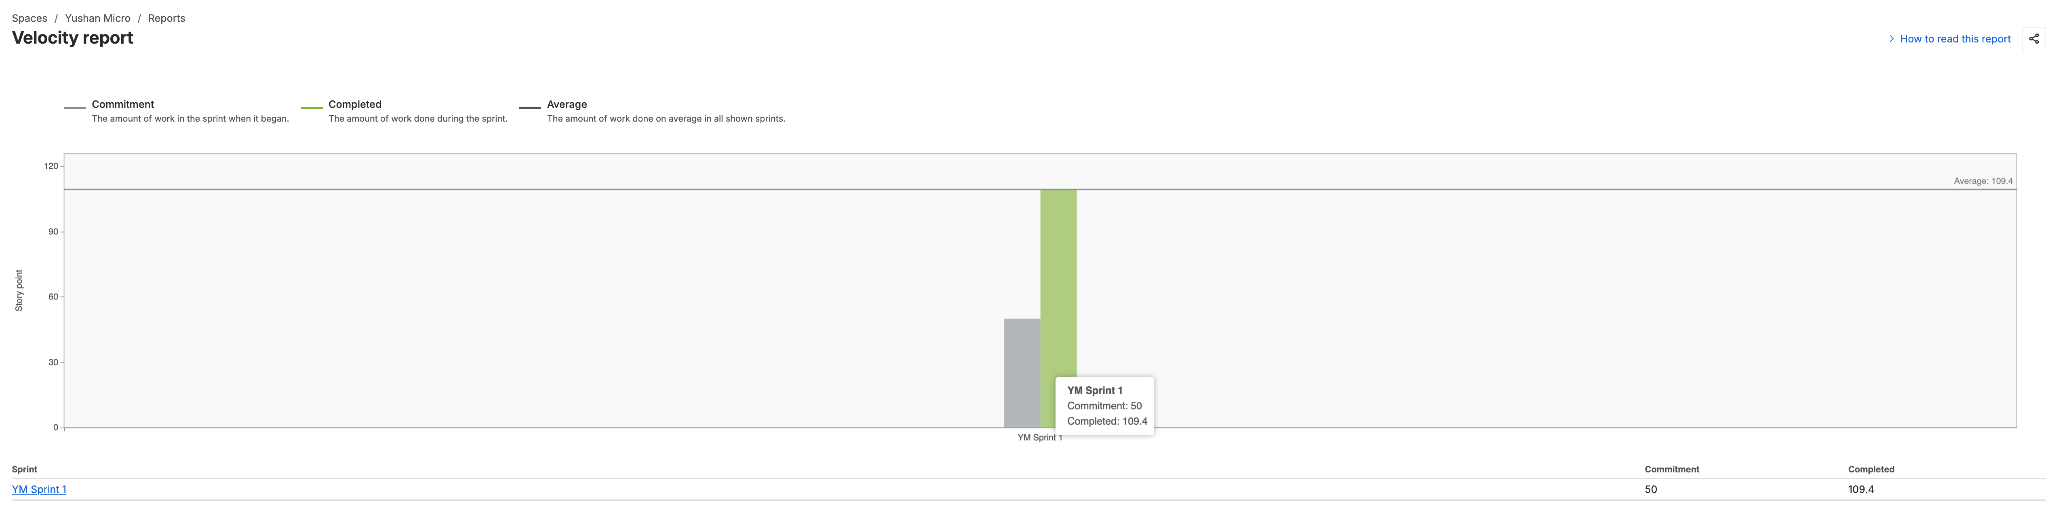 Spaces / Yushan Micro / Reports
Velocity report
How to read this report
Commitment
The amount of work in the sprint when it began.
Completed
The amount of work done during the sprint.
Average
The amount of work done on average in all shown sprints.
120
Average: 109.4
90
60
30
0
Story point
YM Sprint 1
Commitment: 50
Completed: 109.4
YM Sprint 1
Sprint Commitment Completed
YM Sprint 1 50 109.4